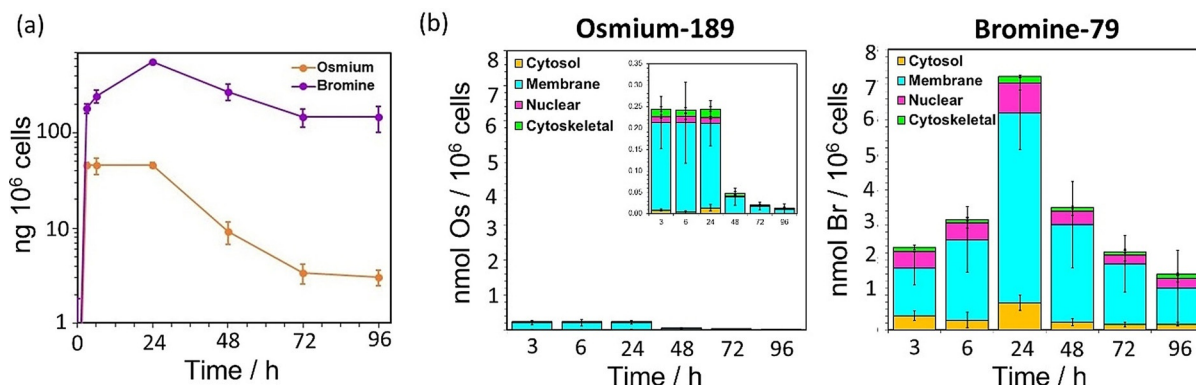 (a)
ng 10⁶ cells
100
10
1
Osmium
Bromine
0 24 48 72 96
Time / h
(b)
Osmium-189
nmol Os / 10⁶ cells
8
7
6
5
4
3
2
1
Cytosol
Membrane
Nuclear
Cytoskeletal
0.35
0.30
0.25
0.20
0.15
0.10
0.05
0.00
3 6 24 48 72 96
3 6 24 48 72 96
Time / h
Bromine-79
nmol Br / 10⁶ cells
8
7
6
5
4
3
2
1
Cytosol
Membrane
Nuclear
Cytoskeletal
3 6 24 48 72 96
Time / h